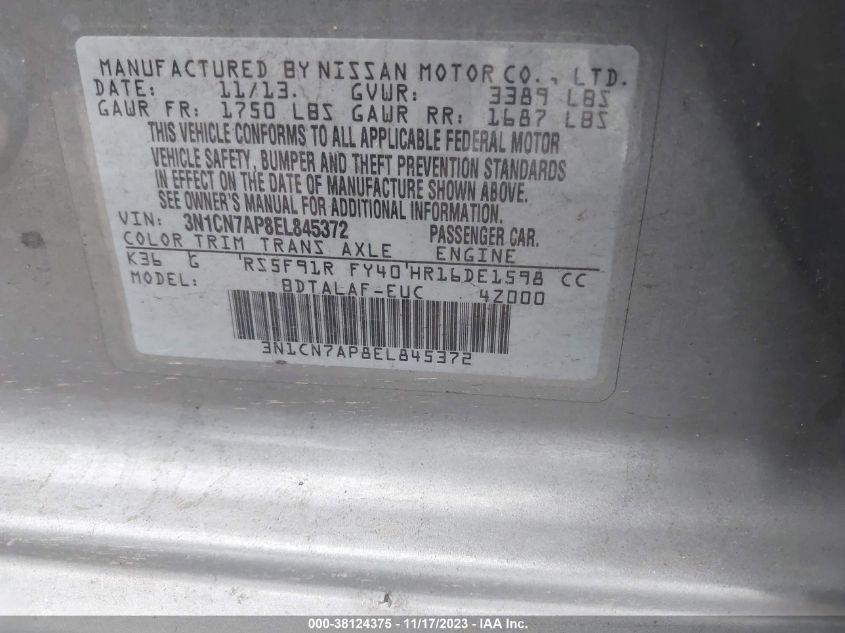 MANUFACTURED BY NISSAN MOTOR CO., LTD.
DATE: 11/13. GVWR: 3389 LBS
GAWR FR: 1750 LBS GAWR RR: 1687 LBS
THIS VEHICLE CONFORMS TO ALL APPLICABLE FEDERAL MOTOR
VEHICLE SAFETY, BUMPER AND THEFT PREVENTION STANDARDS
IN EFFECT ON THE DATE OF MANUFACTURE SHOWN ABOVE.
SEE OWNER'S MANUAL FOR ADDITIONAL INFORMATION.
VIN: 3N1CN7AP8EL845372 PASSENGER CAR.
COLOR TRIM TRANS AXLE ENGINE
K36 G RS5F91R FY40 HR16DE1598 CC
MODEL: BDTALAF-EUC 4Z000
3N1CN7AP8EL845372
000-38124375 - 11/17/2023 - IAA Inc.